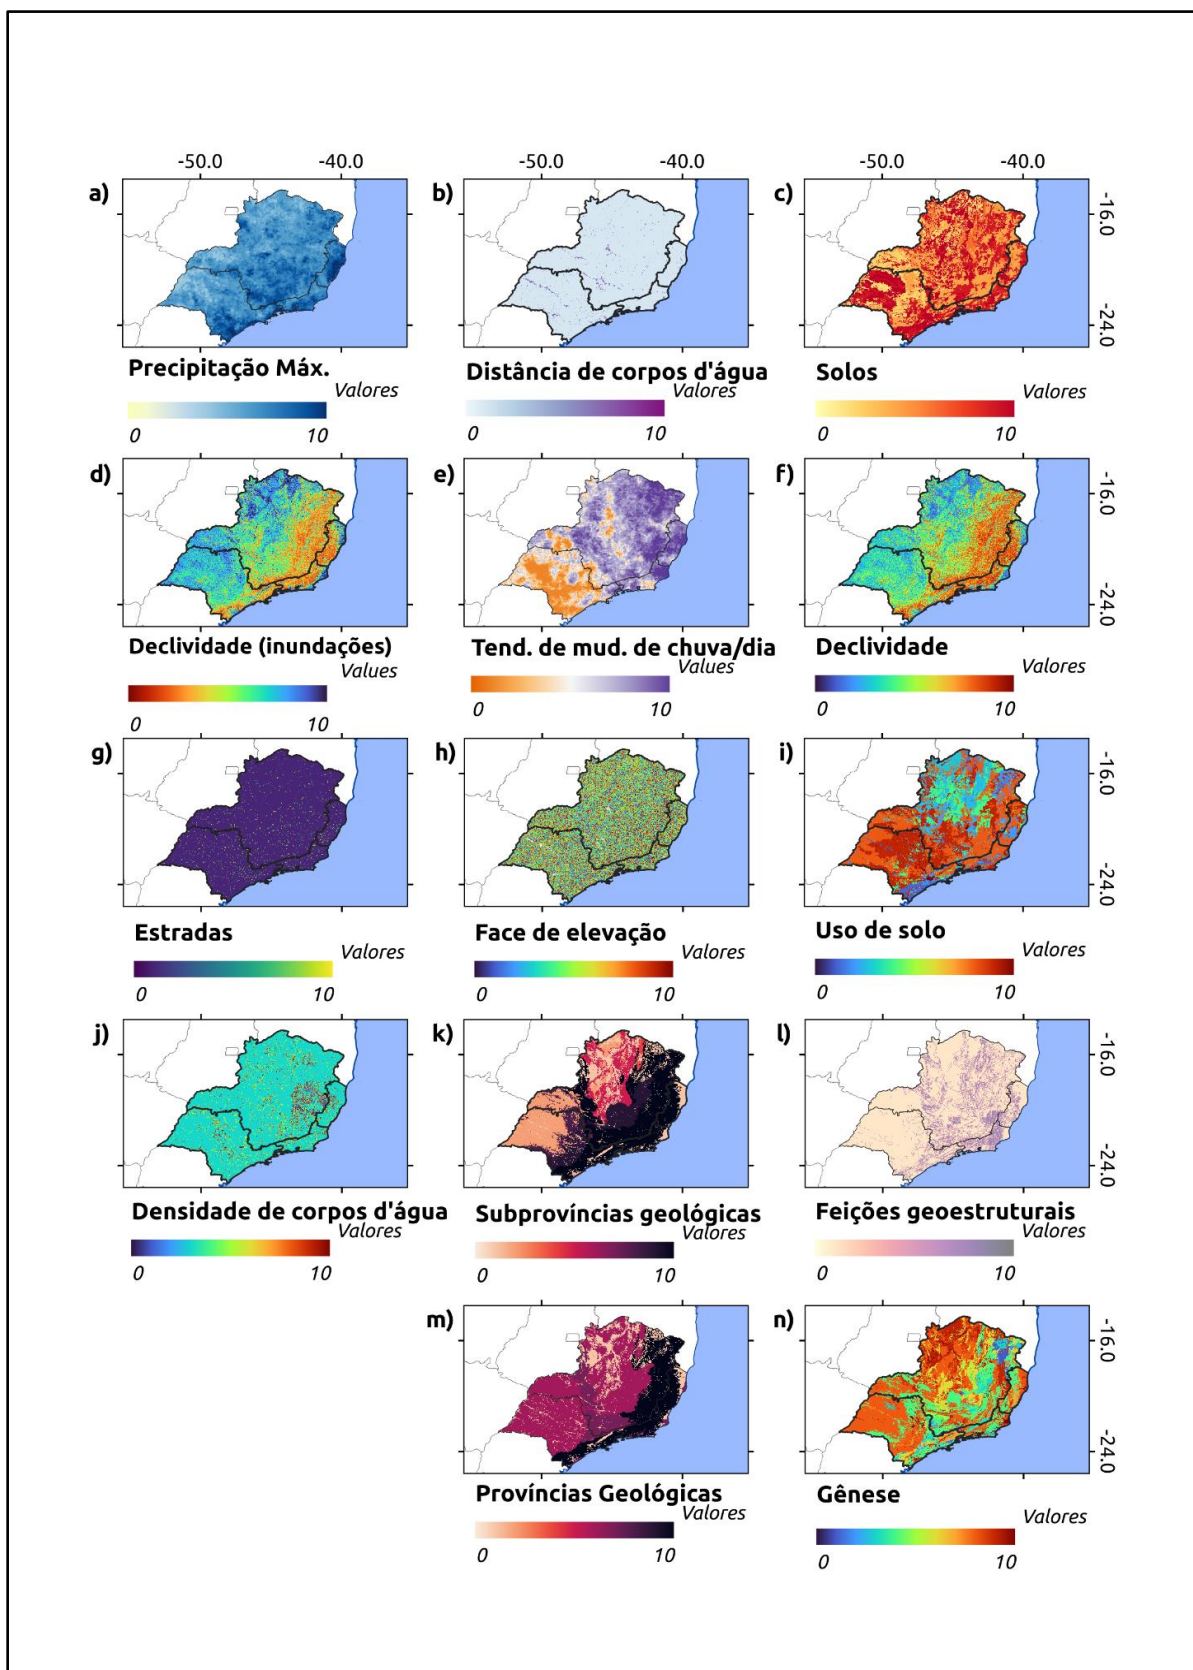 -50.0 -40.0 -50.0 -40.0 -50.0 -40.0
a) b) c)
-16.0
-24.0
Precipitação Máx. Distância de corpos d'água Solos
Valores Valores Valores
0 10 0 10 0 10
d) e) f)
-16.0
-24.0
Declividade (inundações) Tend. de mud. de chuva/dia Declividade
Values Values Valores
0 10 0 10 0 10
g) h) i)
-16.0
-24.0
Estradas Face de elevação Uso de solo
Valores Valores Valores
0 10 0 10 0 10
j) k) l)
-16.0
-24.0
Densidade de corpos d'água Subprovíncias geológicas Feições geoestruturais
Valores Valores Valores
0 10 0 10 0 10
m) n)
-16.0
-24.0
Províncias Geológicas Gênese
Valores Valores
0 10 0 10